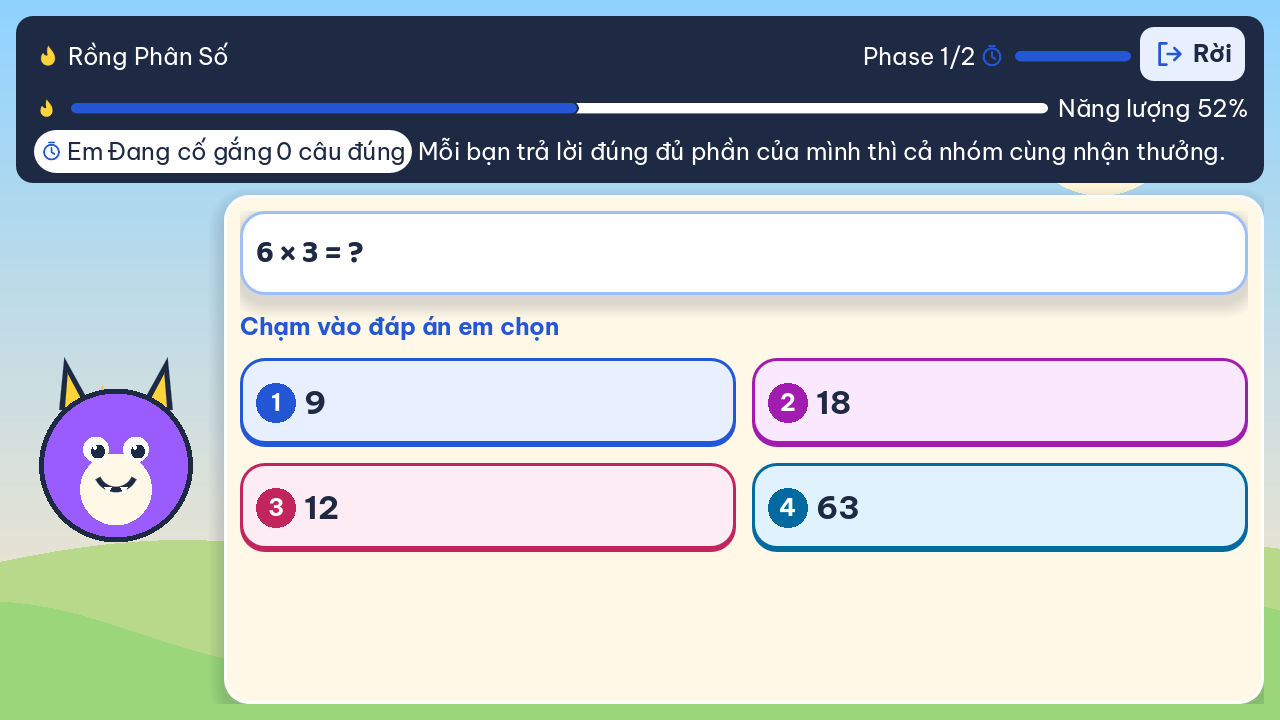 Rồng Phân Số
Phase 1/2
Rời
Năng lượng 52%
Em Đang cố gắng 0 câu đúng
Mỗi bạn trả lời đúng đủ phần của mình thì cả nhóm cùng nhận thưởng.
6 × 3 = ?
Chạm vào đáp án em chọn
1 9
2 18
3 12
4 63